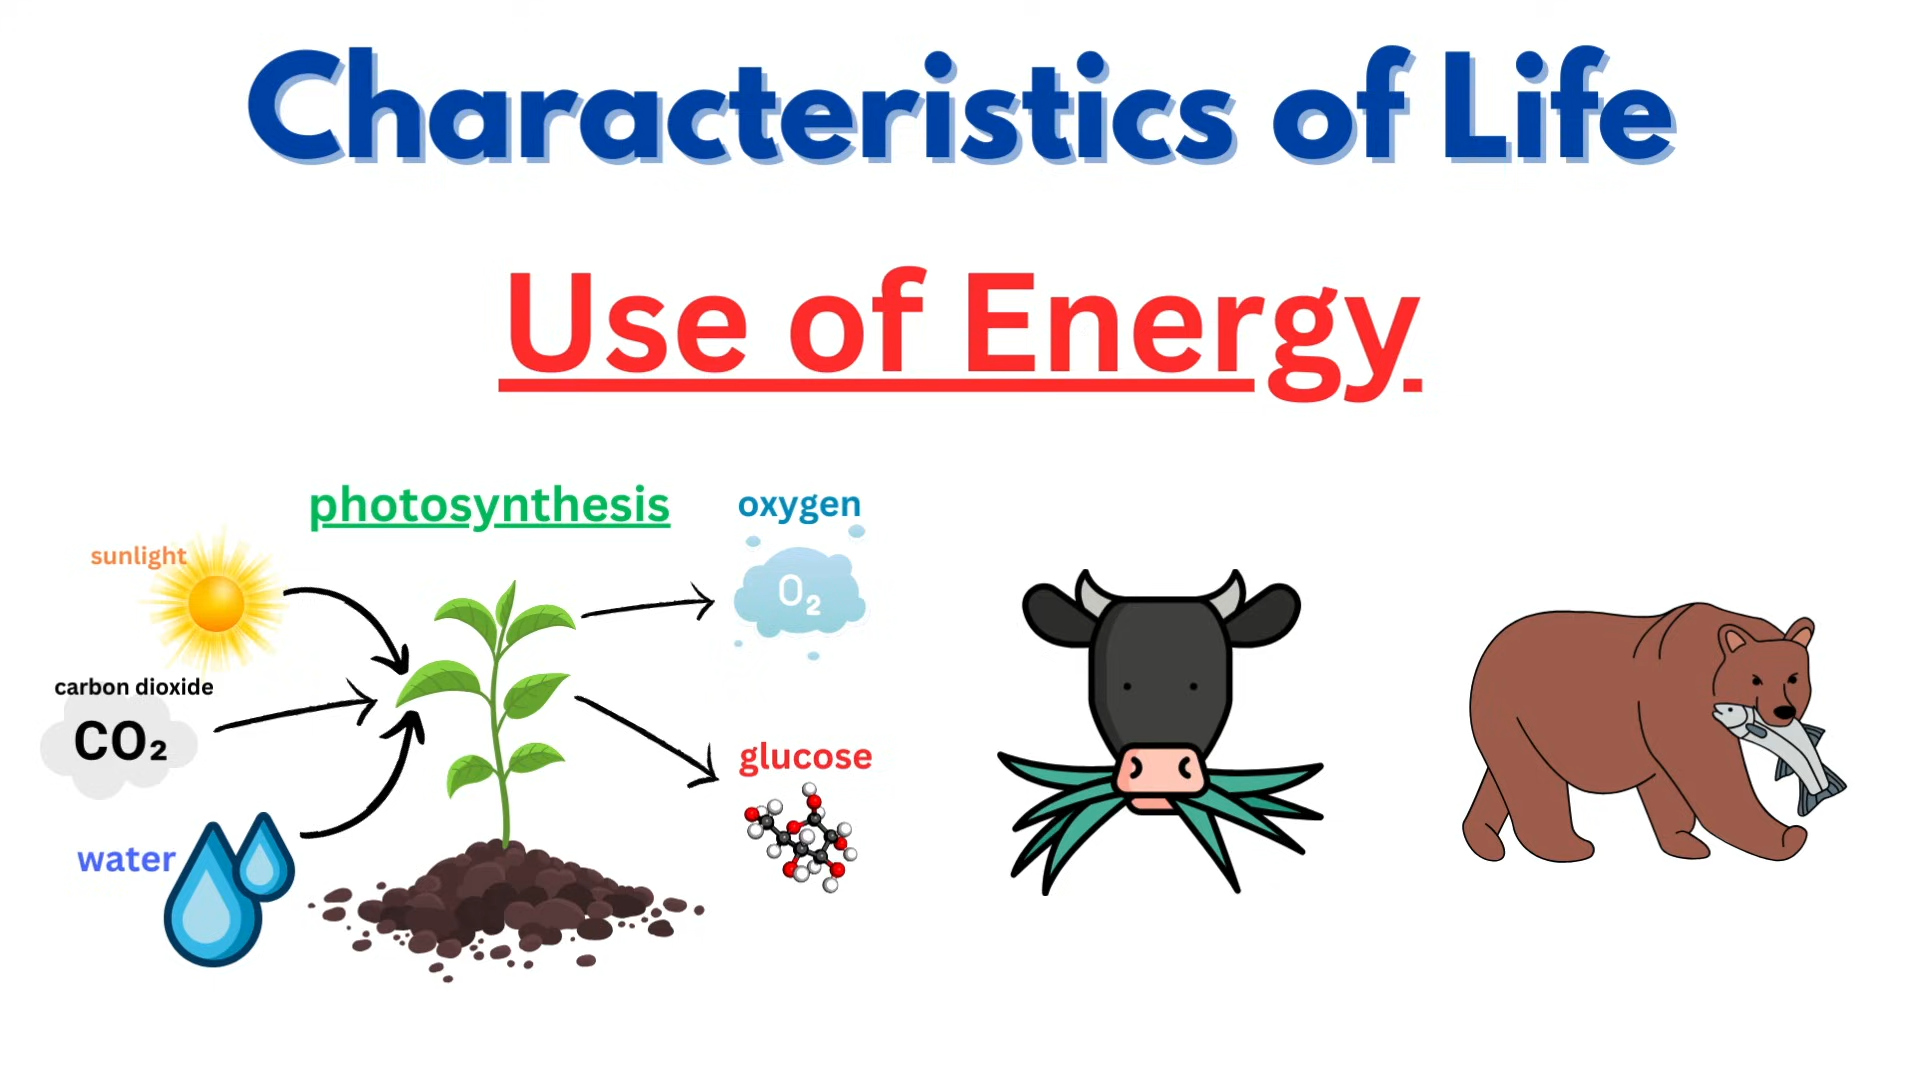 Characteristics of Life
Use of Energy
photosynthesis
sunlight
carbon dioxide
CO₂
water
oxygen
O₂
glucose